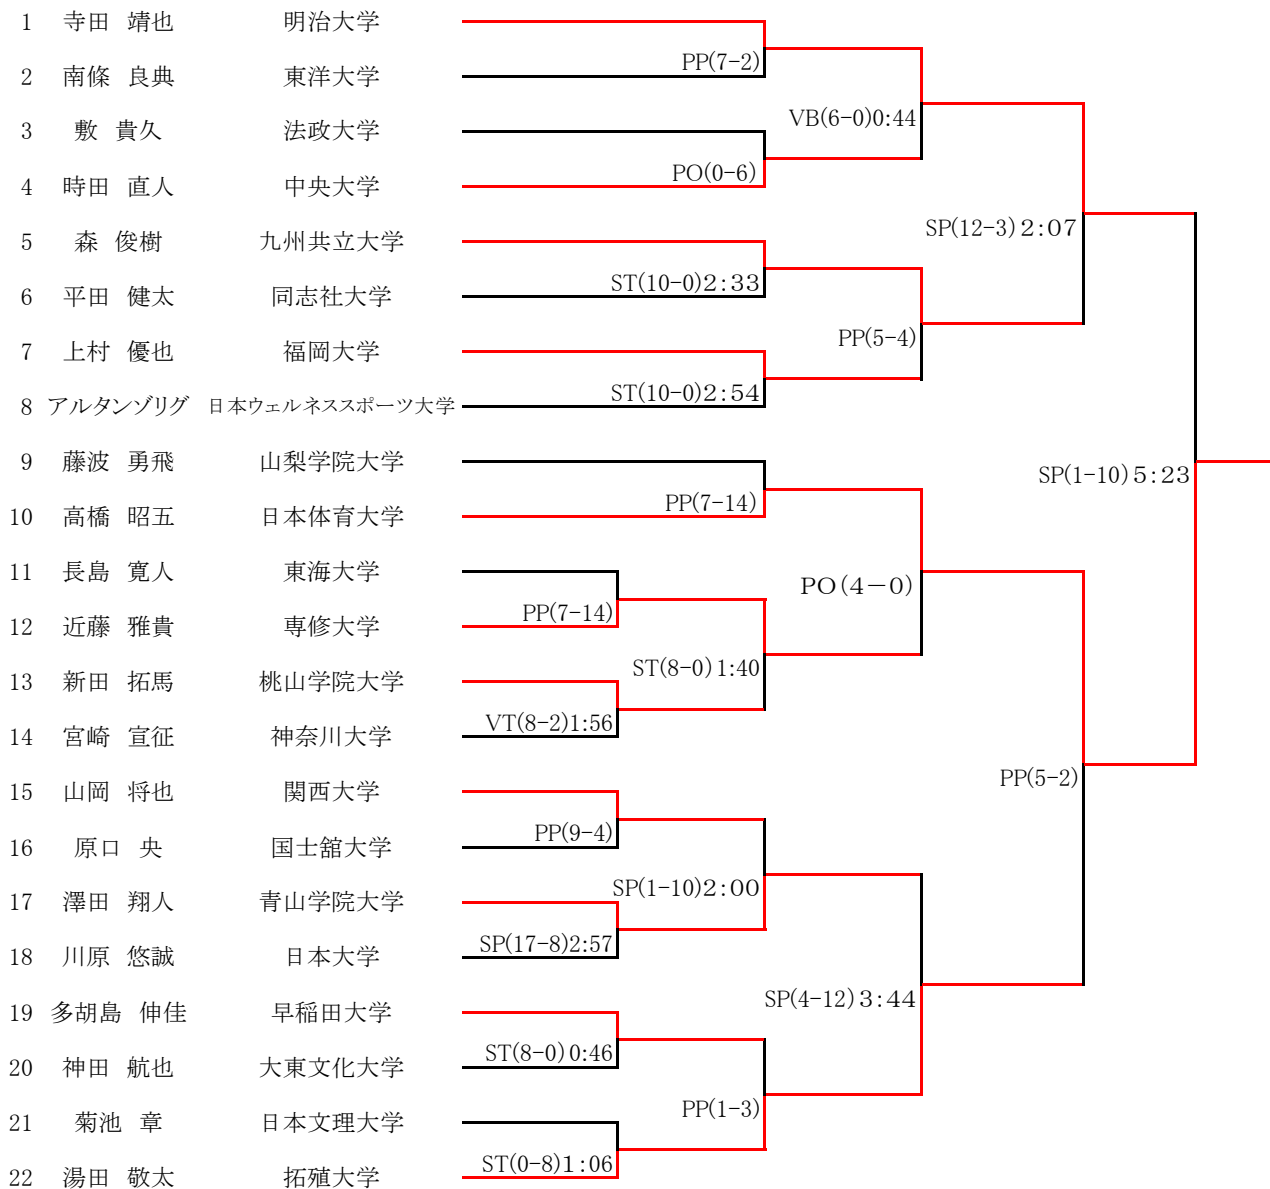 1 寺田 靖也 明治大学
PP(7-2)
2 南條 良典 東洋大学
VB(6-0)0:44
3 敷 貴久 法政大学
PO(0-6)
4 時田 直人 中央大学
SP(12-3)2:07
5 森 俊樹 九州共立大学
ST(10-0)2:33
6 平田 健太 同志社大学
PP(5-4)
7 上村 優也 福岡大学
ST(10-0)2:54
8 アルタンゾリグ 日本ウェルネススポーツ大学
9 藤波 勇飛 山梨学院大学
SP(1-10)5:23
PP(7-14)
10 高橋 昭五 日本体育大学
11 長島 寛人 東海大学
PO(4−0)
PP(7-14)
12 近藤 雅貴 専修大学
ST(8-0)1:40
13 新田 拓馬 桃山学院大学
VT(8-2)1:56
14 宮崎 宣征 神奈川大学
PP(5-2)
15 山岡 将也 関西大学
PP(9-4)
16 原口 央 国士舘大学
SP(1-10)2:00
17 澤田 翔人 青山学院大学
SP(17-8)2:57
18 川原 悠誠 日本大学
SP(4-12)3:44
19 多胡島 伸佳 早稲田大学
ST(8-0)0:46
20 神田 航也 大東文化大学
PP(1-3)
21 菊池 章 日本文理大学
ST(0-8)1:06
22 湯田 敬太 拓殖大学